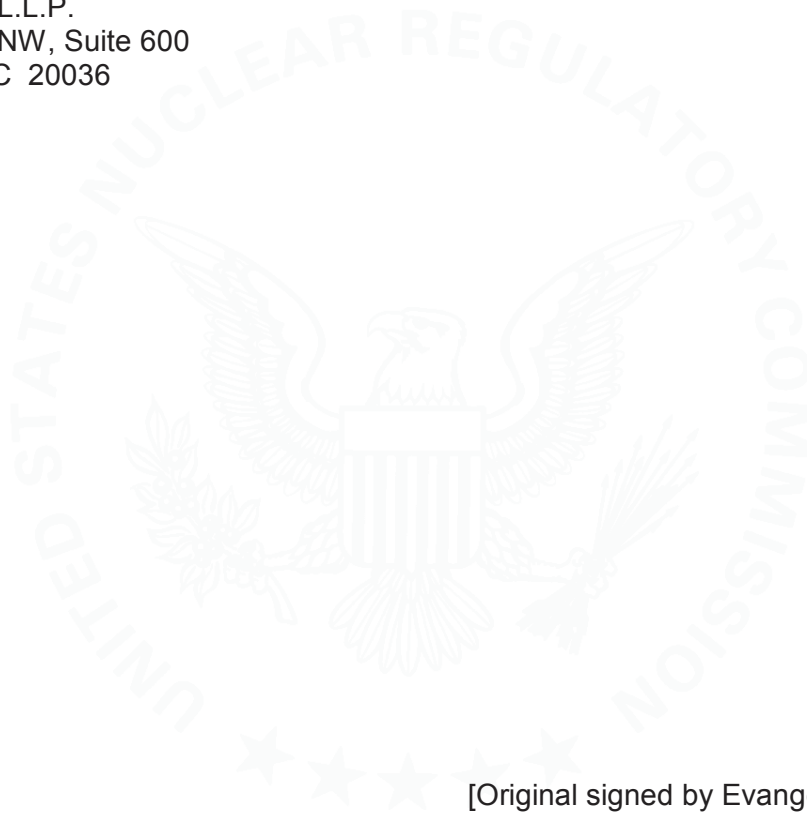 L.L.P.
NW, Suite 600
C 20036
UNITED STATES NUCLEAR REGULATORY COMMISSION
[Original signed by Evang